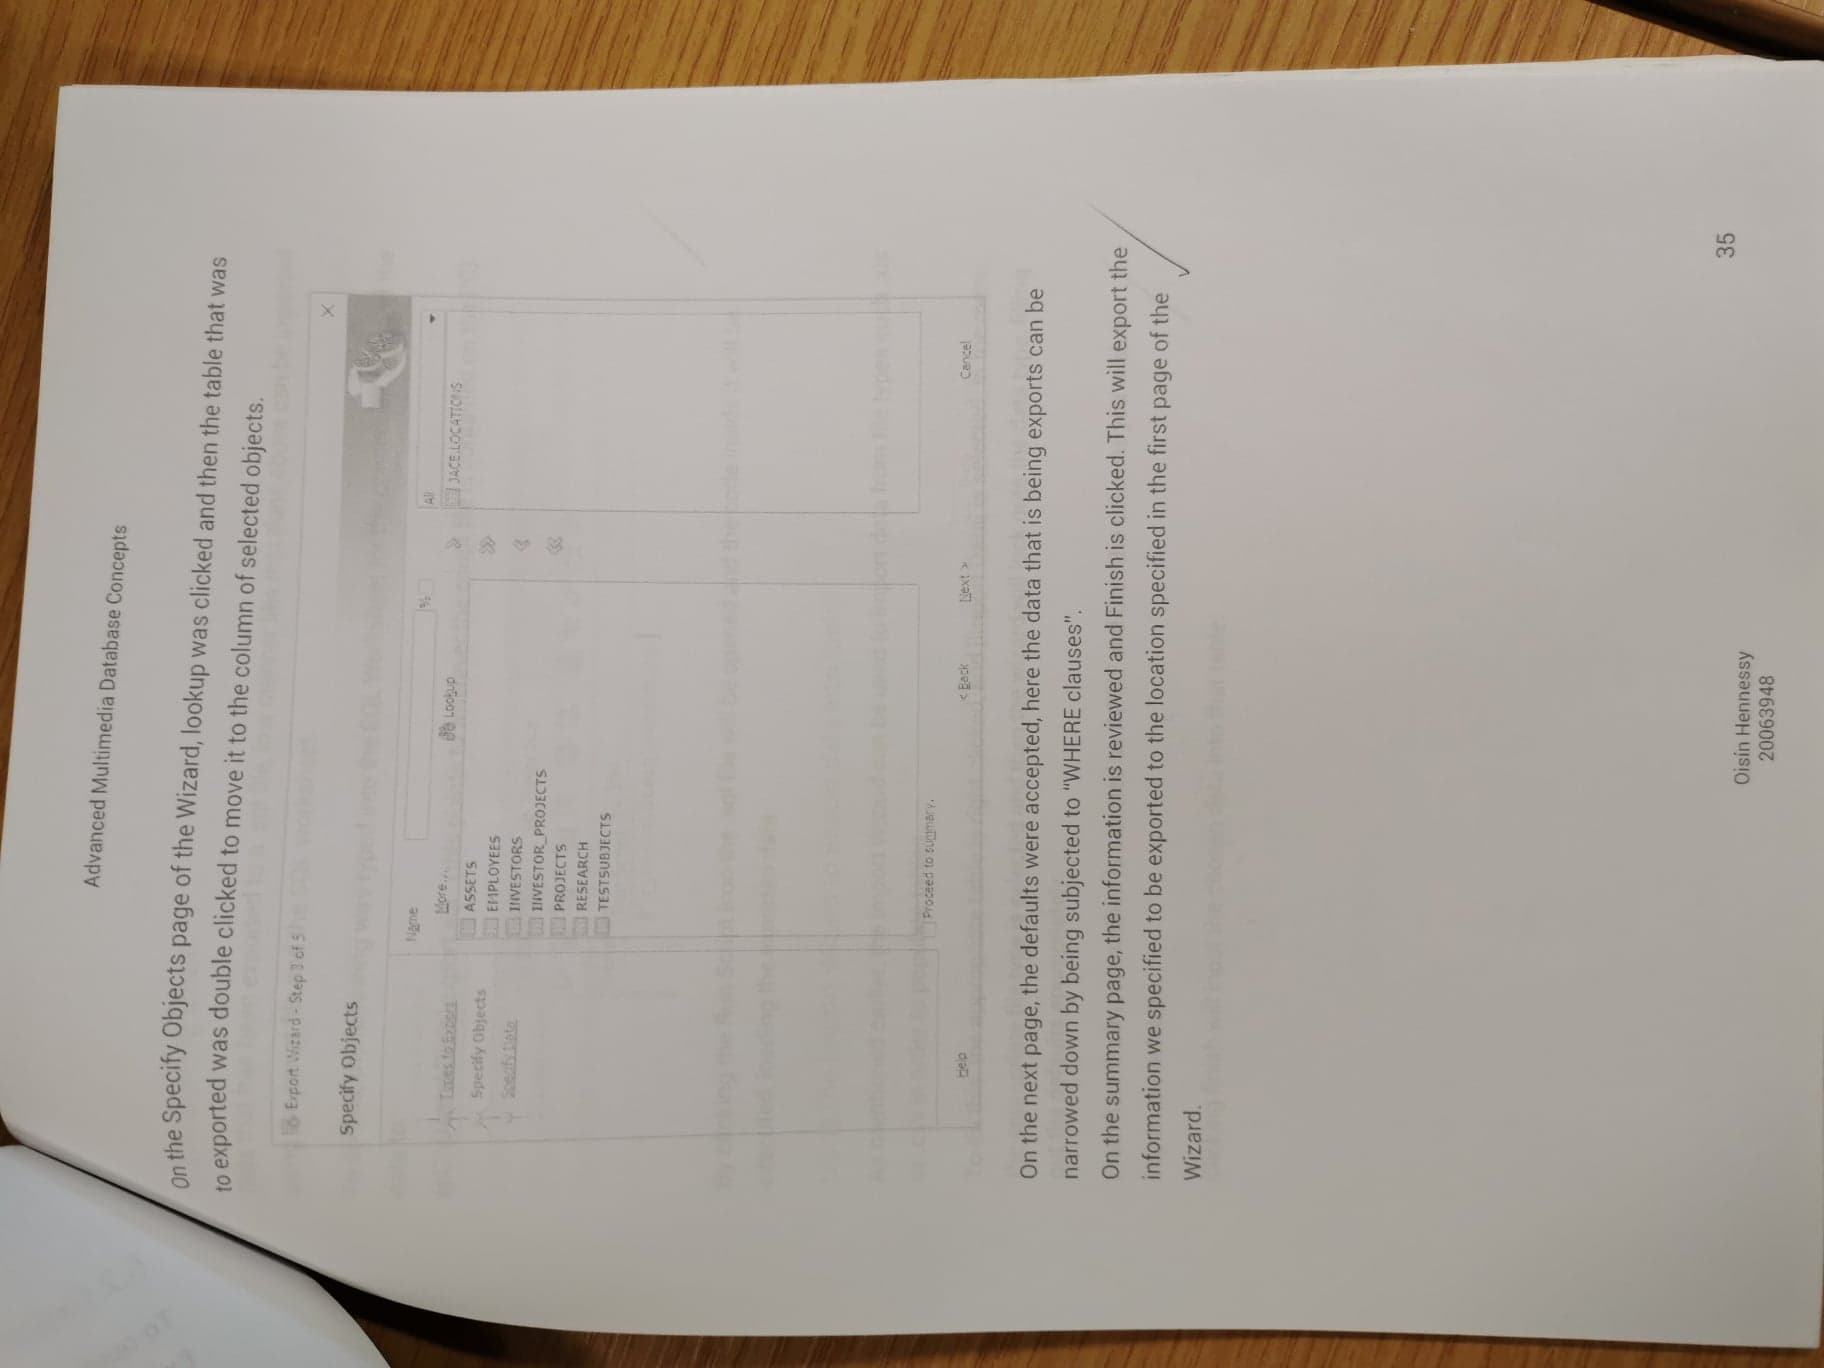 Advanced Multimedia Database Concepts
On the Specify Objects page of the Wizard, lookup was clicked and then the table that was
to exported was double clicked to move it to the column of selected objects.
Export Wizard - Step 3 of 5
Specify Objects
Types to Export
Specify Objects
Specify Data
Name
%
All
More...
Lookup
ASSETS
EMPLOYEES
INVESTORS
INVESTOR_PROJECTS
PROJECTS
RESEARCH
TESTSUBJECTS
JACE.LOCATIONS
Proceed to summary.
Help
< Back
Next >
Cancel
On the next page, the defaults were accepted, here the data that is being exports can be
narrowed down by being subjected to "WHERE clauses".
On the summary page, the information is reviewed and Finish is clicked. This will export the
information we specified to be exported to the location specified in the first page of the
Wizard.
Oisín Hennessy
20063948
35